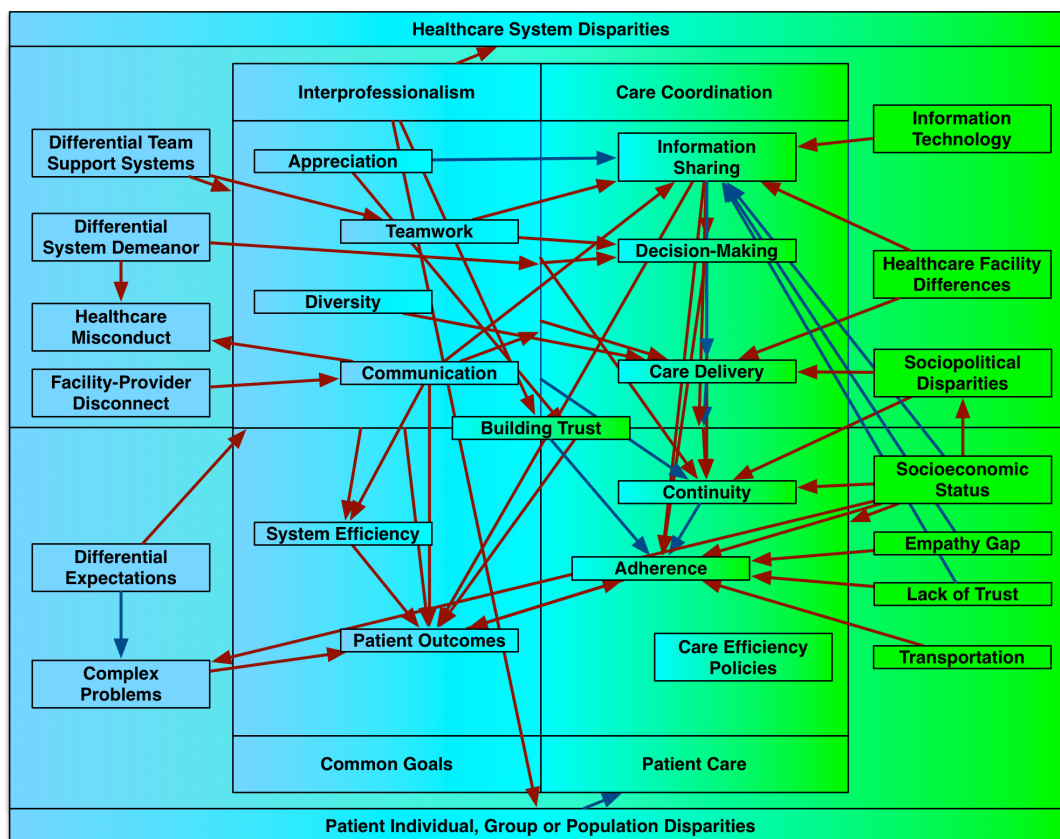 Healthcare System Disparities
Interprofessionalism
Care Coordination
Differential Team
Support Systems
Appreciation
Information
Sharing
Information
Technology
Differential
System Demeanor
Teamwork
Decision-Making
Healthcare Facility
Differences
Healthcare
Misconduct
Diversity
Facility-Provider
Disconnect
Communication
Care Delivery
Sociopolitical
Disparities
Building Trust
Continuity
Socioeconomic
Status
System Efficiency
Differential
Expectations
Adherence
Empathy Gap
Lack of Trust
Patient Outcomes
Care Efficiency
Policies
Transportation
Complex
Problems
Common Goals
Patient Care
Patient Individual, Group or Population Disparities